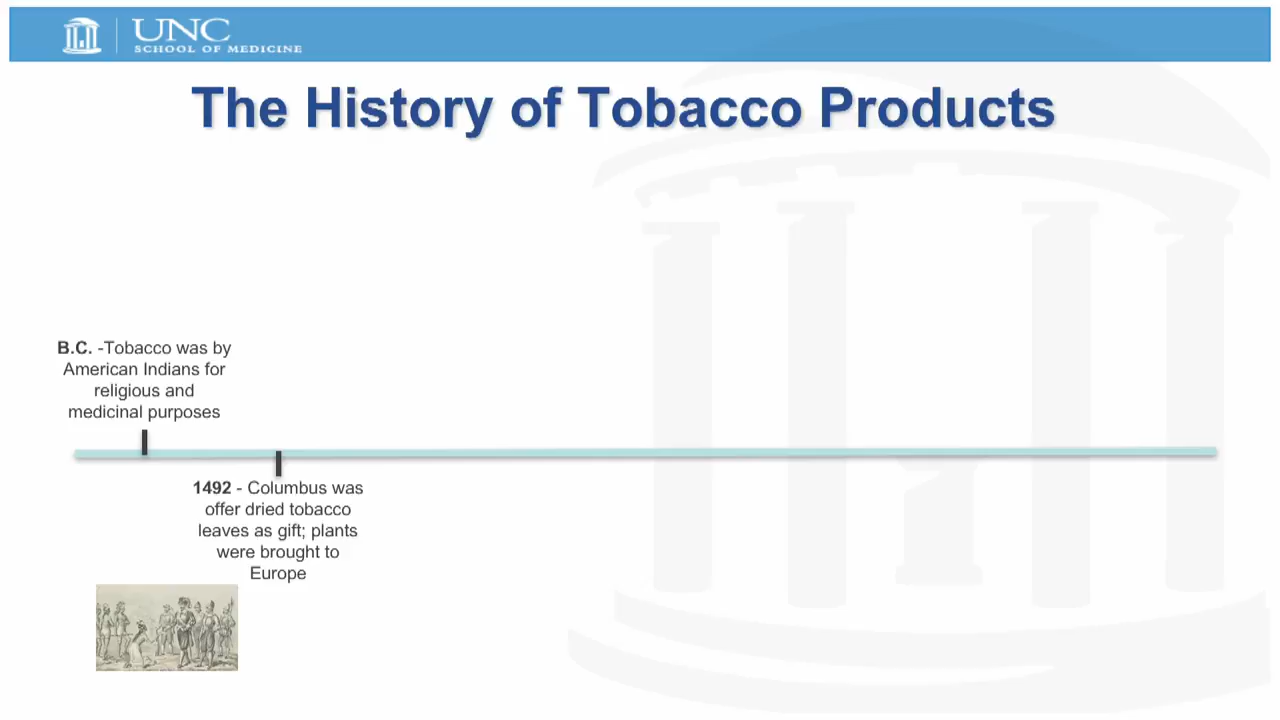 UNC
SCHOOL OF MEDICINE
The History of Tobacco Products
B.C. -Tobacco was by
American Indians for
religious and
medicinal purposes
1492 - Columbus was
offer dried tobacco
leaves as gift; plants
were brought to
Europe